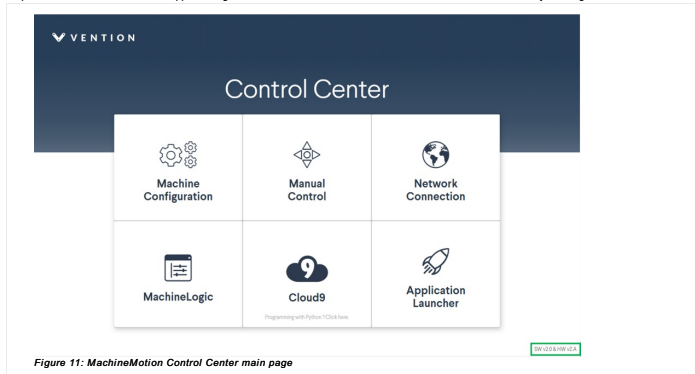 VENTION
Control Center
Machine
Configuration
Manual
Control
Network
Connection
MachineLogic
9
Cloud9
Programming with Python ? Click here.
Application
Launcher
SW v2.0 & HW v2.A
Figure 11: MachineMotion Control Center main page